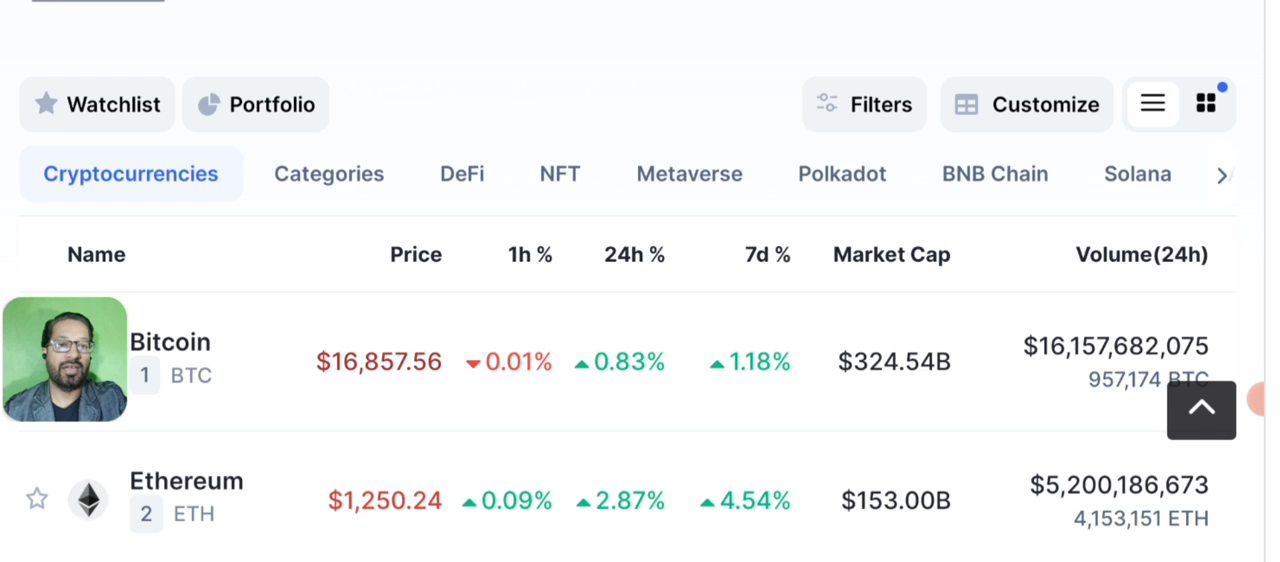 Watchlist Portfolio Filters Customize
Cryptocurrencies Categories DeFi NFT Metaverse Polkadot BNB Chain Solana
Name Price 1h % 24h % 7d % Market Cap Volume(24h)
Bitcoin
1 BTC
$16,857.56 0.01% 0.83% 1.18% $324.54B
$16,157,682,075
957,174 BTC
Ethereum
2 ETH
$1,250.24 0.09% 2.87% 4.54% $153.00B
$5,200,186,673
4,153,151 ETH